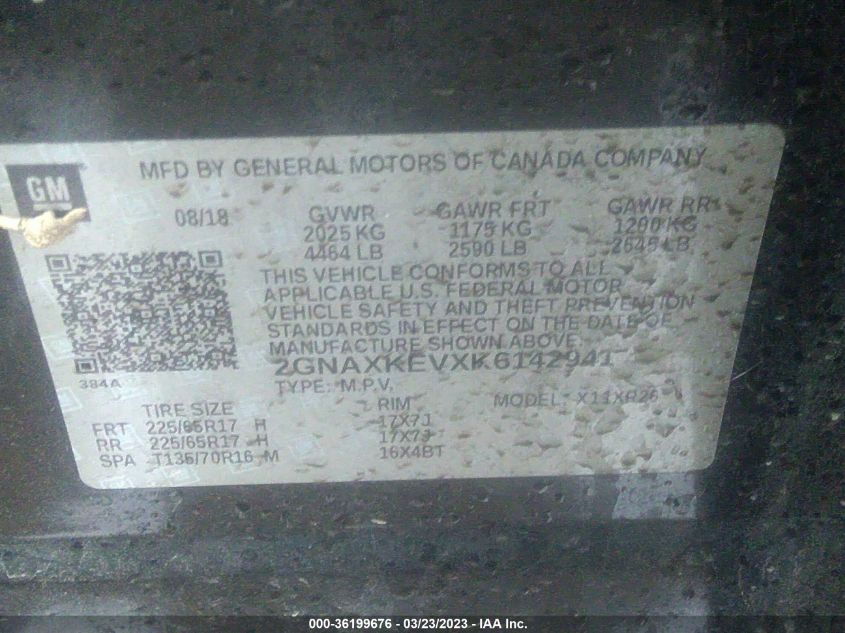 MFD BY GENERAL MOTORS OF CANADA COMPANY
GM
08/18
GVWR GAWR FRT GAWR RR
2025 KG 1175 KG 1200 KG
4464 LB 2590 LB 2645 LB
THIS VEHICLE CONFORMS TO ALL
APPLICABLE U.S. FEDERAL MOTOR
VEHICLE SAFETY AND THEFT PREVENTION
STANDARDS IN EFFECT ON THE DATE OF
MANUFACTURE SHOWN ABOVE.
2GNAXKEVXK6142941
384A
TYPE: M.P.V. MODEL: X11XR26
TIRE SIZE RIM
FRT 225/65R17 H 17X7J
RR 225/65R17 H 17X7J
SPA T135/70R16 M 16X4BT
000-36199676 - 03/23/2023 - IAA Inc.